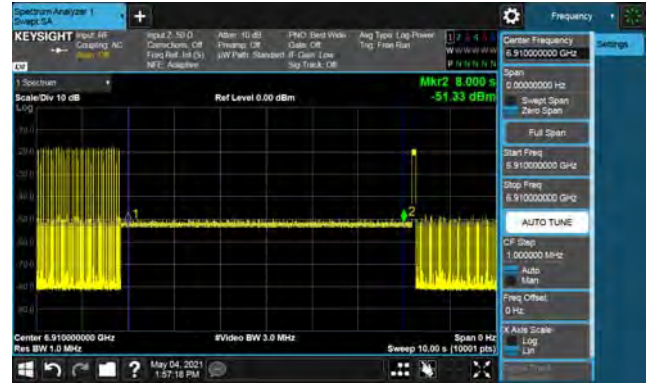 Spectrum Analyzer 1
Swept SA
+
Frequency
KEYSIGHT
Input: RF
Coupling: AC
Input Z: 50 Ω
Corrections: Off
Freq Ref: Int (S)
NFE: Adaptive
Atten: 10 dB
Preamp: Off
µW Path: Standard
PNO: Best Wide
Gate: Off
IF Gain: Low
Sig Track: Off
Avg Type: Log-Power
Trig: Free Run
Center Frequency
6.910000000 GHz
Settings
Span
0.00000000 Hz
Swept Span
Zero Span
Full Span
Start Freq
6.910000000 GHz
Stop Freq
6.910000000 GHz
AUTO TUNE
CF Step
1.000000 MHz
Auto
Man
Freq Offset
0 Hz
X Axis Scale
Log
Lin
1 Spectrum
Scale/Div 10 dB
Log
Ref Level 0.00 dBm
Mkr2 8.000 s
-51.33 dBm
1
2
Center 6.910000000 GHz
Res BW 1.0 MHz
#Video BW 3.0 MHz
Span 0 Hz
Sweep 10.00 s (10001 pts)
?
May 04, 2021
1:57:18 PM